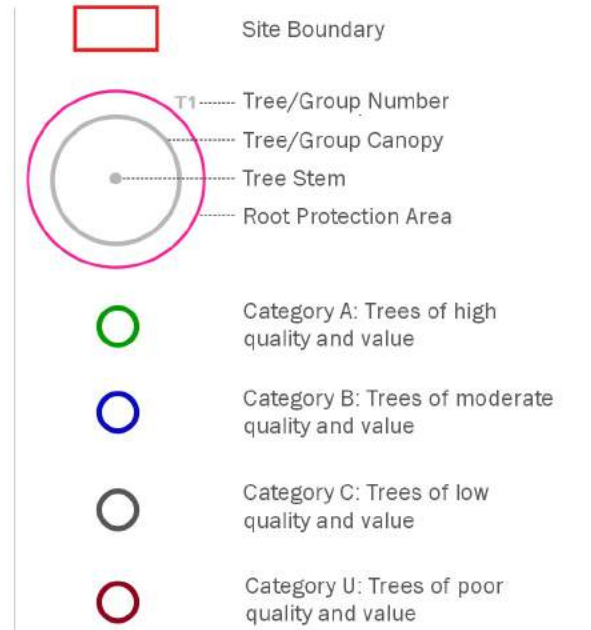 Site Boundary
T1
Tree/Group Number
Tree/Group Canopy
Tree Stem
Root Protection Area
Category A: Trees of high
quality and value
Category B: Trees of moderate
quality and value
Category C: Trees of low
quality and value
Category U: Trees of poor
quality and value